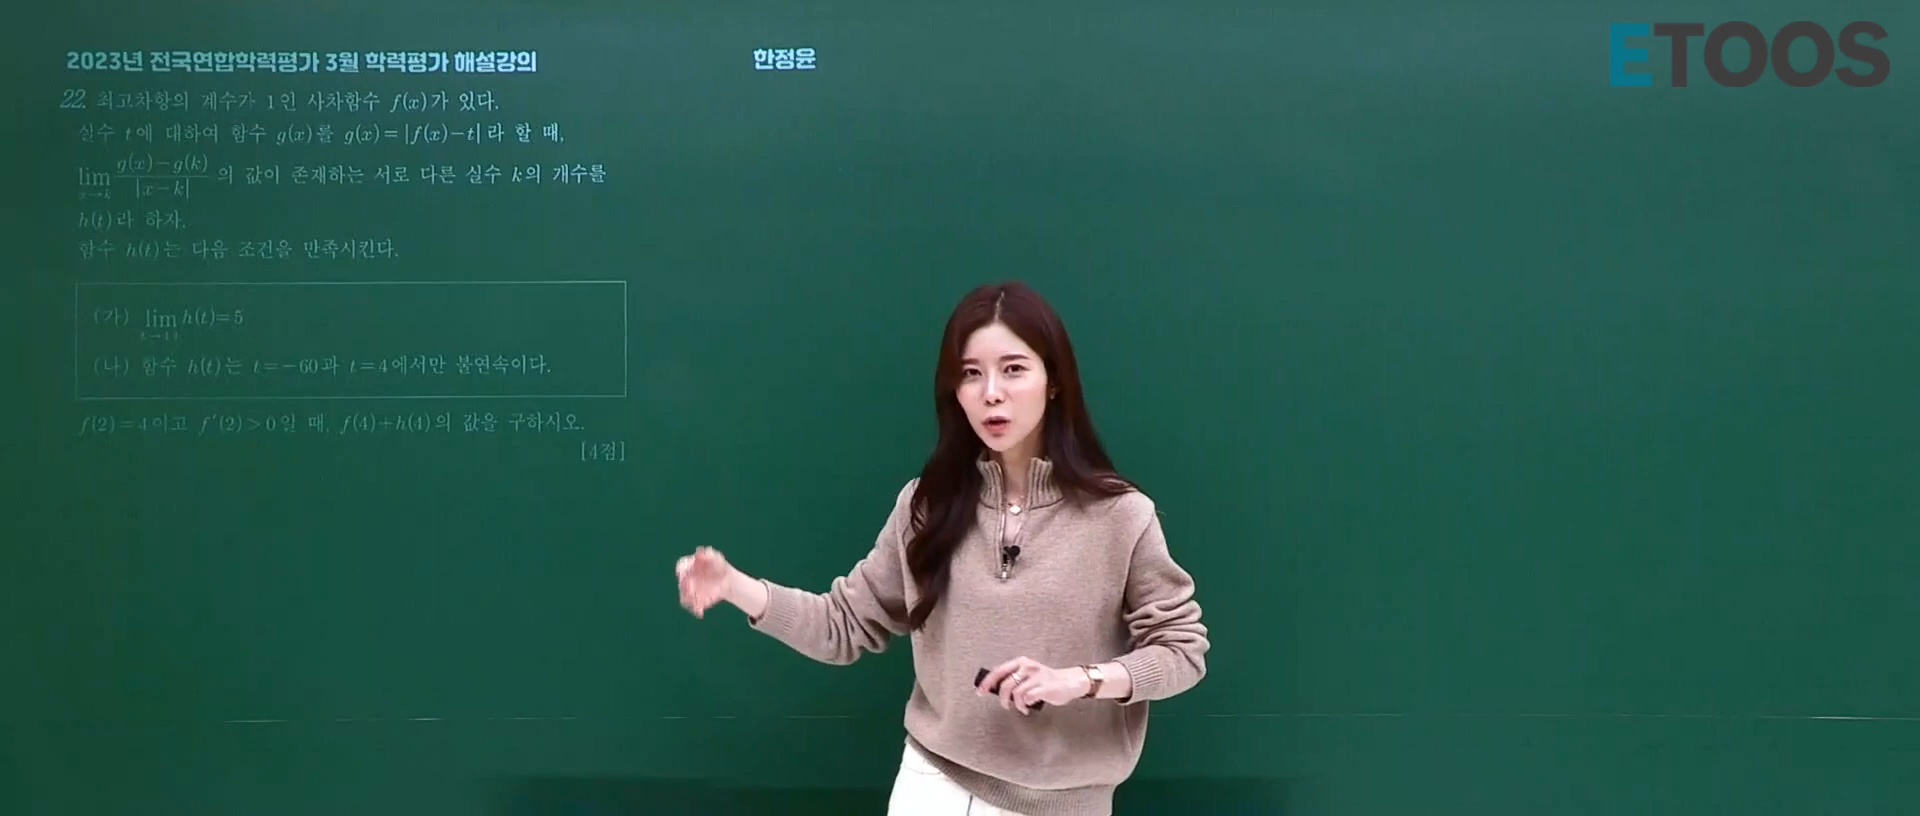 ETOOS
2023년 전국연합학력평가 3월 학력평가 해설강의
한정윤
22. 최고차항의 계수가 1인 사차함수 f(x)가 있다.
실수 t에 대하여 함수 g(x)를 g(x)=|f(x)-t|라 할 때,
lim x→k g(x)-g(k) / |x-k| 의 값이 존재하는 서로 다른 실수 k의 개수를
h(t)라 하자.
함수 h(t)는 다음 조건을 만족시킨다.
(가) lim h(t)=5
(나) 함수 h(t)는 t=-60과 t=4에서만 불연속이다.
f(2)=4이고 f'(2)>0일 때, f(4)+h(4)의 값을 구하시오.
[4점]